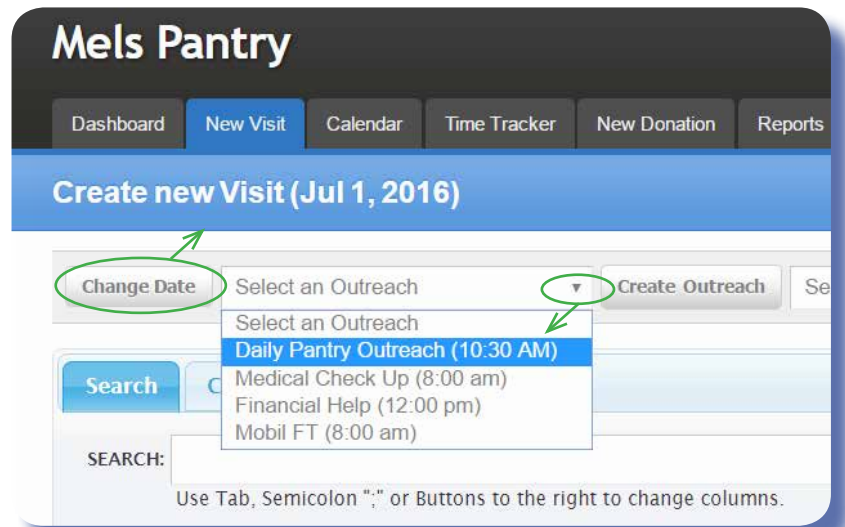 Mels Pantry
Dashboard New Visit Calendar Time Tracker New Donation Reports
Create new Visit (Jul 1, 2016)
Change Date Select an Outreach ▼ Create Outreach Se
Select an Outreach
Daily Pantry Outreach (10:30 AM)
Search C
Medical Check Up (8:00 am)
Financial Help (12:00 pm)
Mobil FT (8:00 am)
SEARCH:
Use Tab, Semicolon ";" or Buttons to the right to change columns.